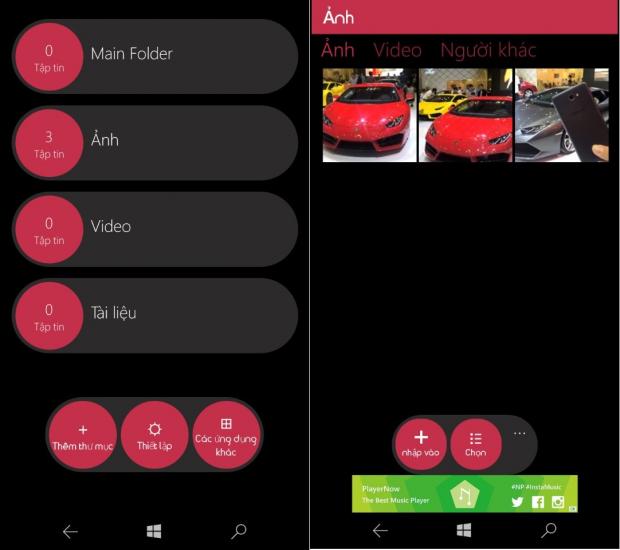 0
Tập tin
Main Folder
3
Tập tin
Ảnh
0
Tập tin
Video
0
Tập tin
Tài liệu
Thêm thư mục
Thiết lập
Các ứng dụng
khác
Ảnh
Ảnh Video Người khác
nhập vào
Chọn
...
PlayerNow
The Best Music Player
#NP #InstaMusic